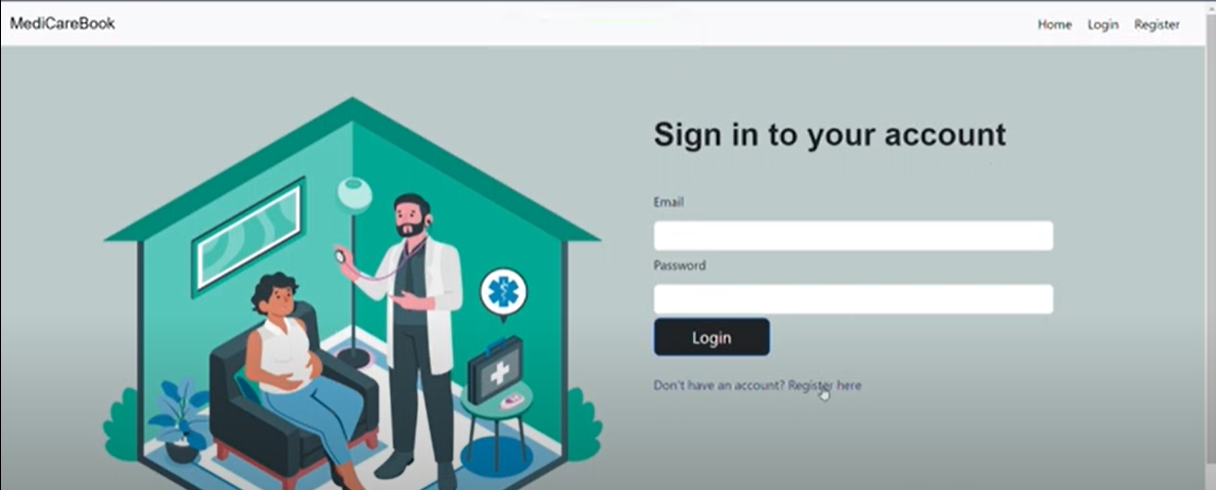 MediCareBook
Home Login Register
Sign in to your account
Email
Password
Login
Don't have an account? Register here